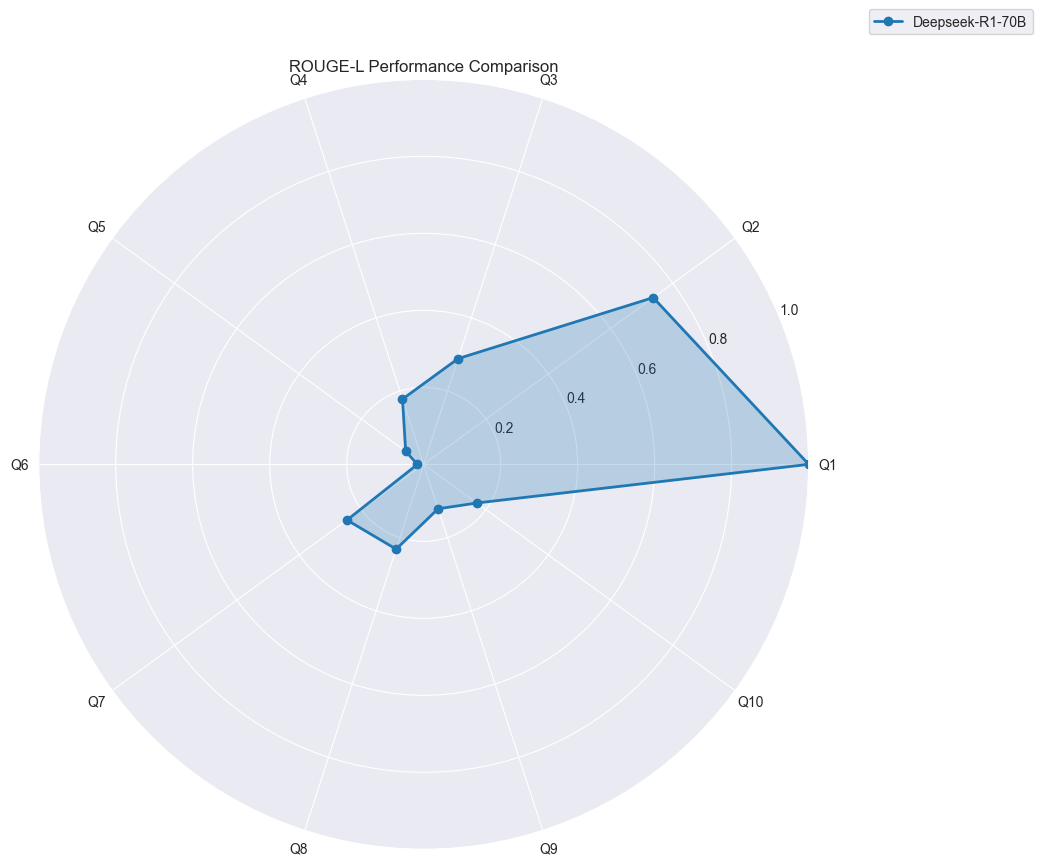 Deepseek-R1-70B
ROUGE-L Performance Comparison
Q4
Q3
Q5
Q2
1.0
0.8
0.6
0.4
0.2
Q6
Q1
Q7
Q10
Q8
Q9